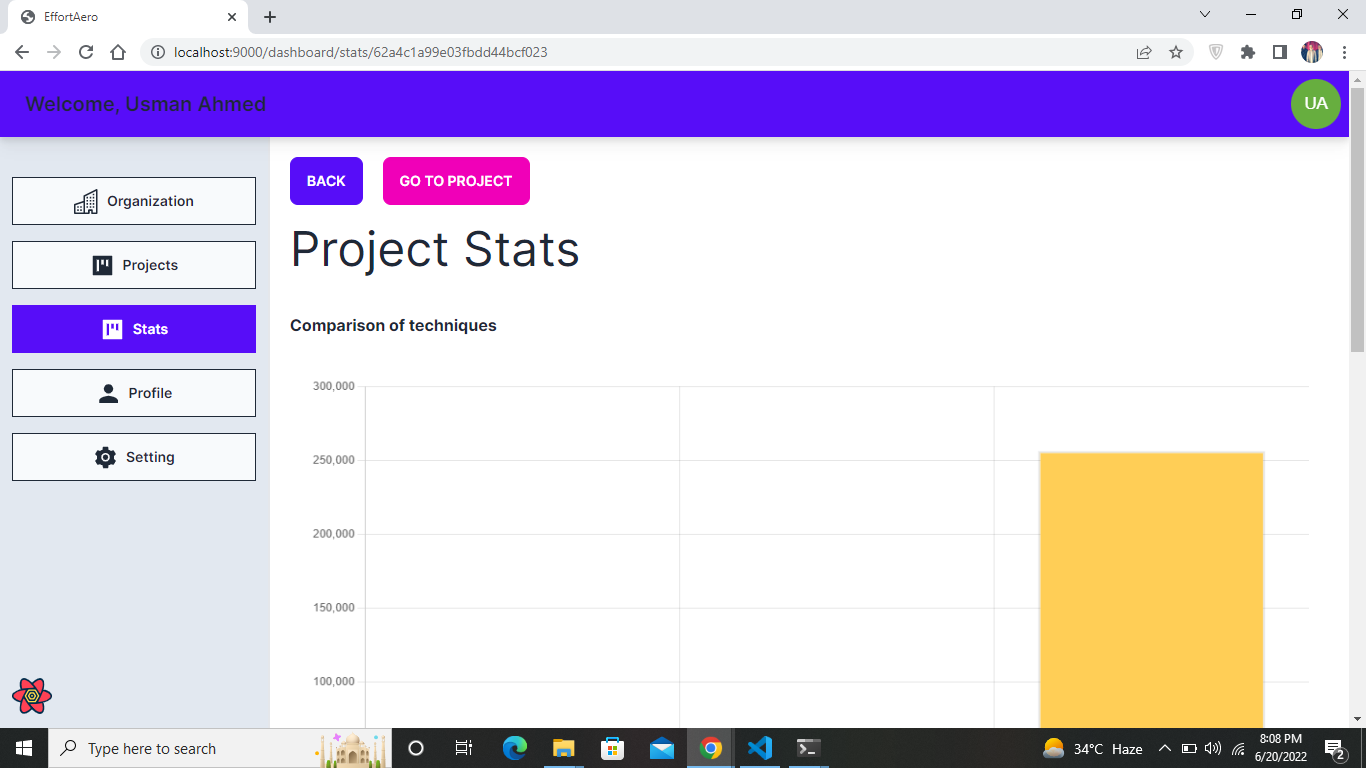 EffortAero
localhost:9000/dashboard/stats/62a4c1a99e03fbdd44bcf023
Welcome, Usman Ahmed
UA
BACK
GO TO PROJECT
Organization
Projects
Stats
Profile
Setting
Project Stats
Comparison of techniques
300,000
250,000
200,000
150,000
100,000
Type here to search
34°C Haze
8:08 PM
6/20/2022
2